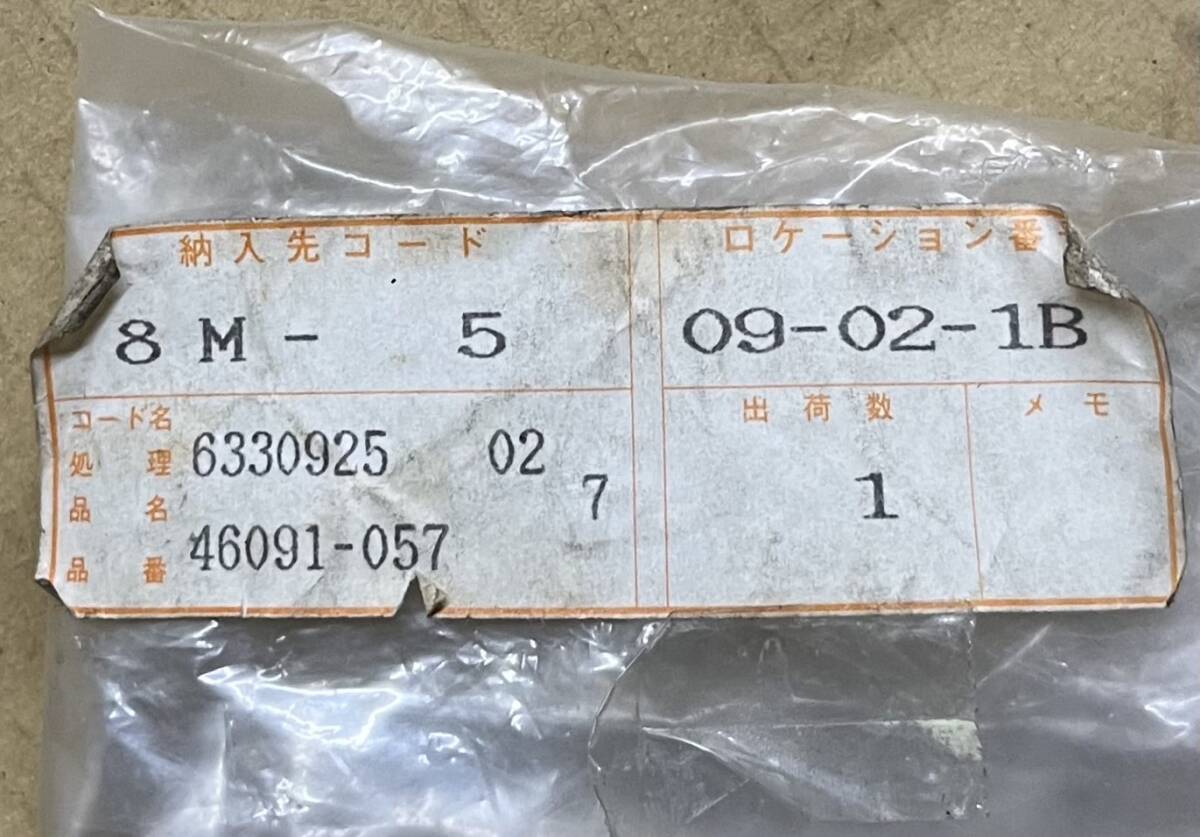 納入先コード
ロケーション番
8 M - 5
09-02-1B
コード名
処理 6330925 02
品名 7
品番 46091-057
出荷数
1
メモ